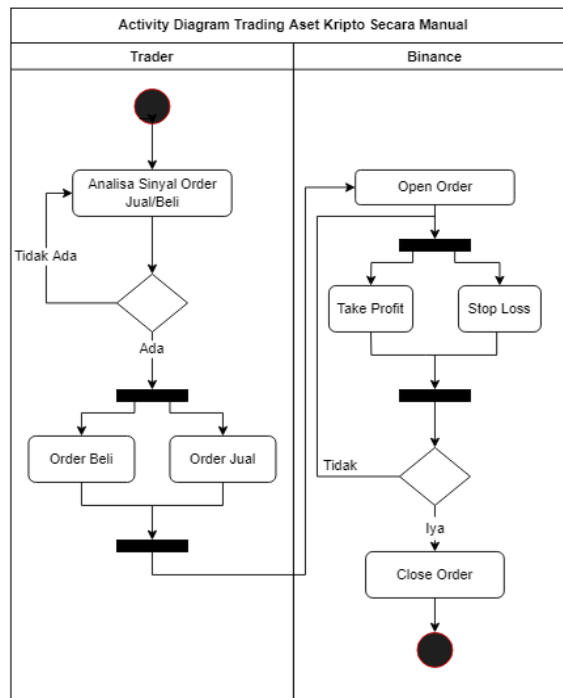 Activity Diagram Trading Aset Kripto Secara Manual
Trader
Binance
Analisa Sinyal Order
Jual/Beli
Open Order
Tidak Ada
Take Profit
Stop Loss
Ada
Order Beli
Order Jual
Tidak
Iya
Close Order